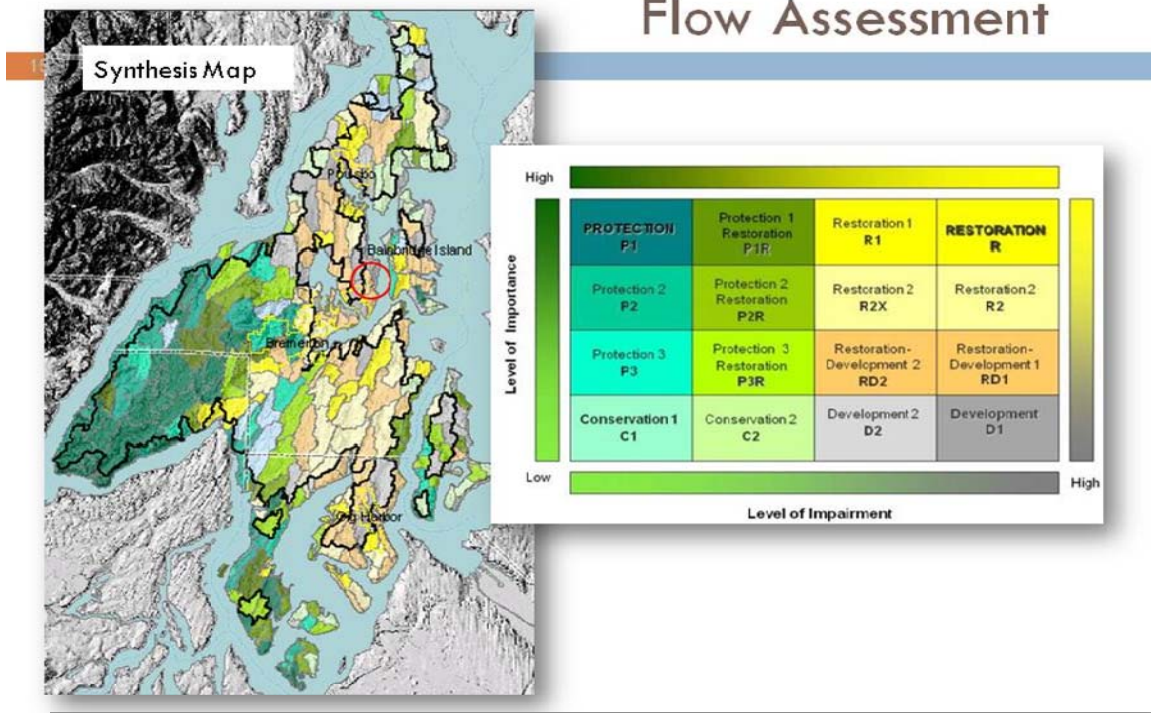 Flow Assessment
Synthesis Map
Poulsbo
Bainbridge Island
Bremerton
Gig Harbor
High
Level of Importance
Low
PROTECTION
P1
Protection 1
Restoration
P1R
Restoration 1
R1
RESTORATION
R
Protection 2
P2
Protection 2
Restoration
P2R
Restoration 2
R2X
Restoration2
R2
Protection 3
P3
Protection 3
Restoration
P3R
Restoration-
Development 2
RD2
Restoration-
Development 1
RD1
Conservation 1
C1
Conservation 2
C2
Development 2
D2
Development
D1
High
Level of Impairment